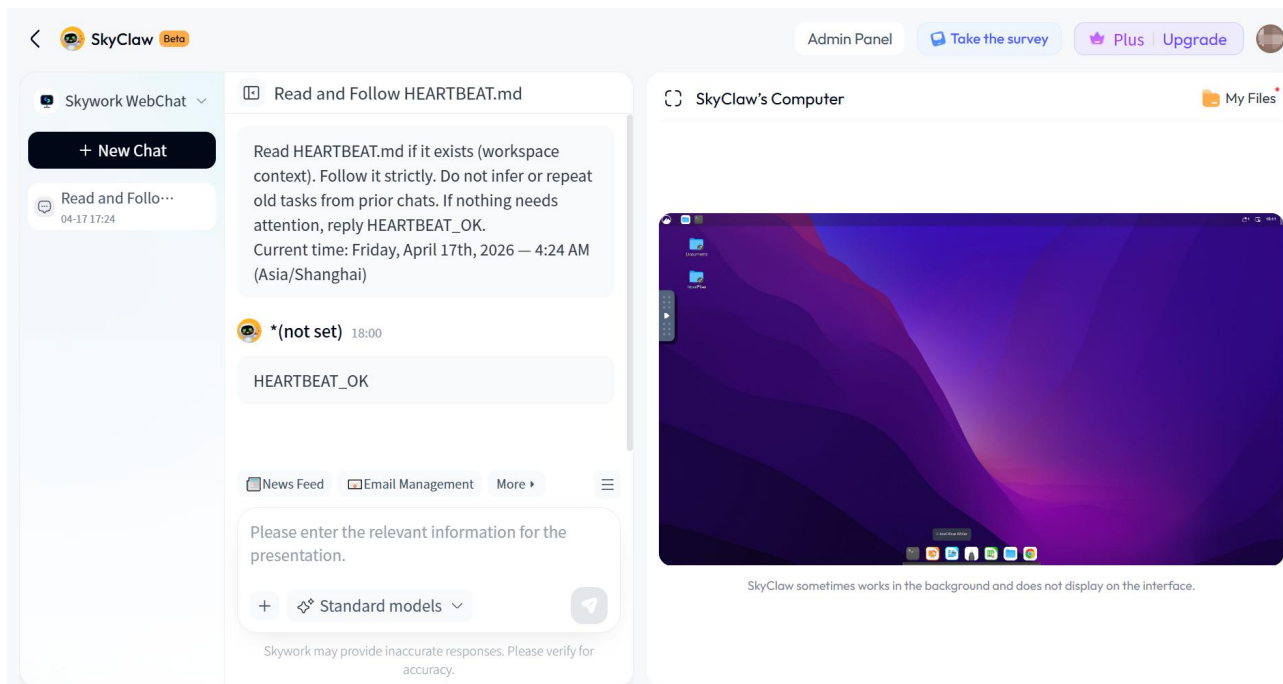 SkyClaw Beta
Admin Panel
Take the survey
Plus | Upgrade
Skywork WebChat
+ New Chat
Read and Follo···
04-17 17:24
Read and Follow HEARTBEAT.md
Read HEARTBEAT.md if it exists (workspace
context). Follow it strictly. Do not infer or repeat
old tasks from prior chats. If nothing needs
attention, reply HEARTBEAT_OK.
Current time: Friday, April 17th, 2026 — 4:24 AM
(Asia/Shanghai)
*(not set) 18:00
HEARTBEAT_OK
News Feed
Email Management
More
Please enter the relevant information for the
presentation.
+ Standard models
Skywork may provide inaccurate responses. Please verify for
accuracy.
SkyClaw's Computer
My Files
Documents
SkyClaw sometimes works in the background and does not display on the interface.